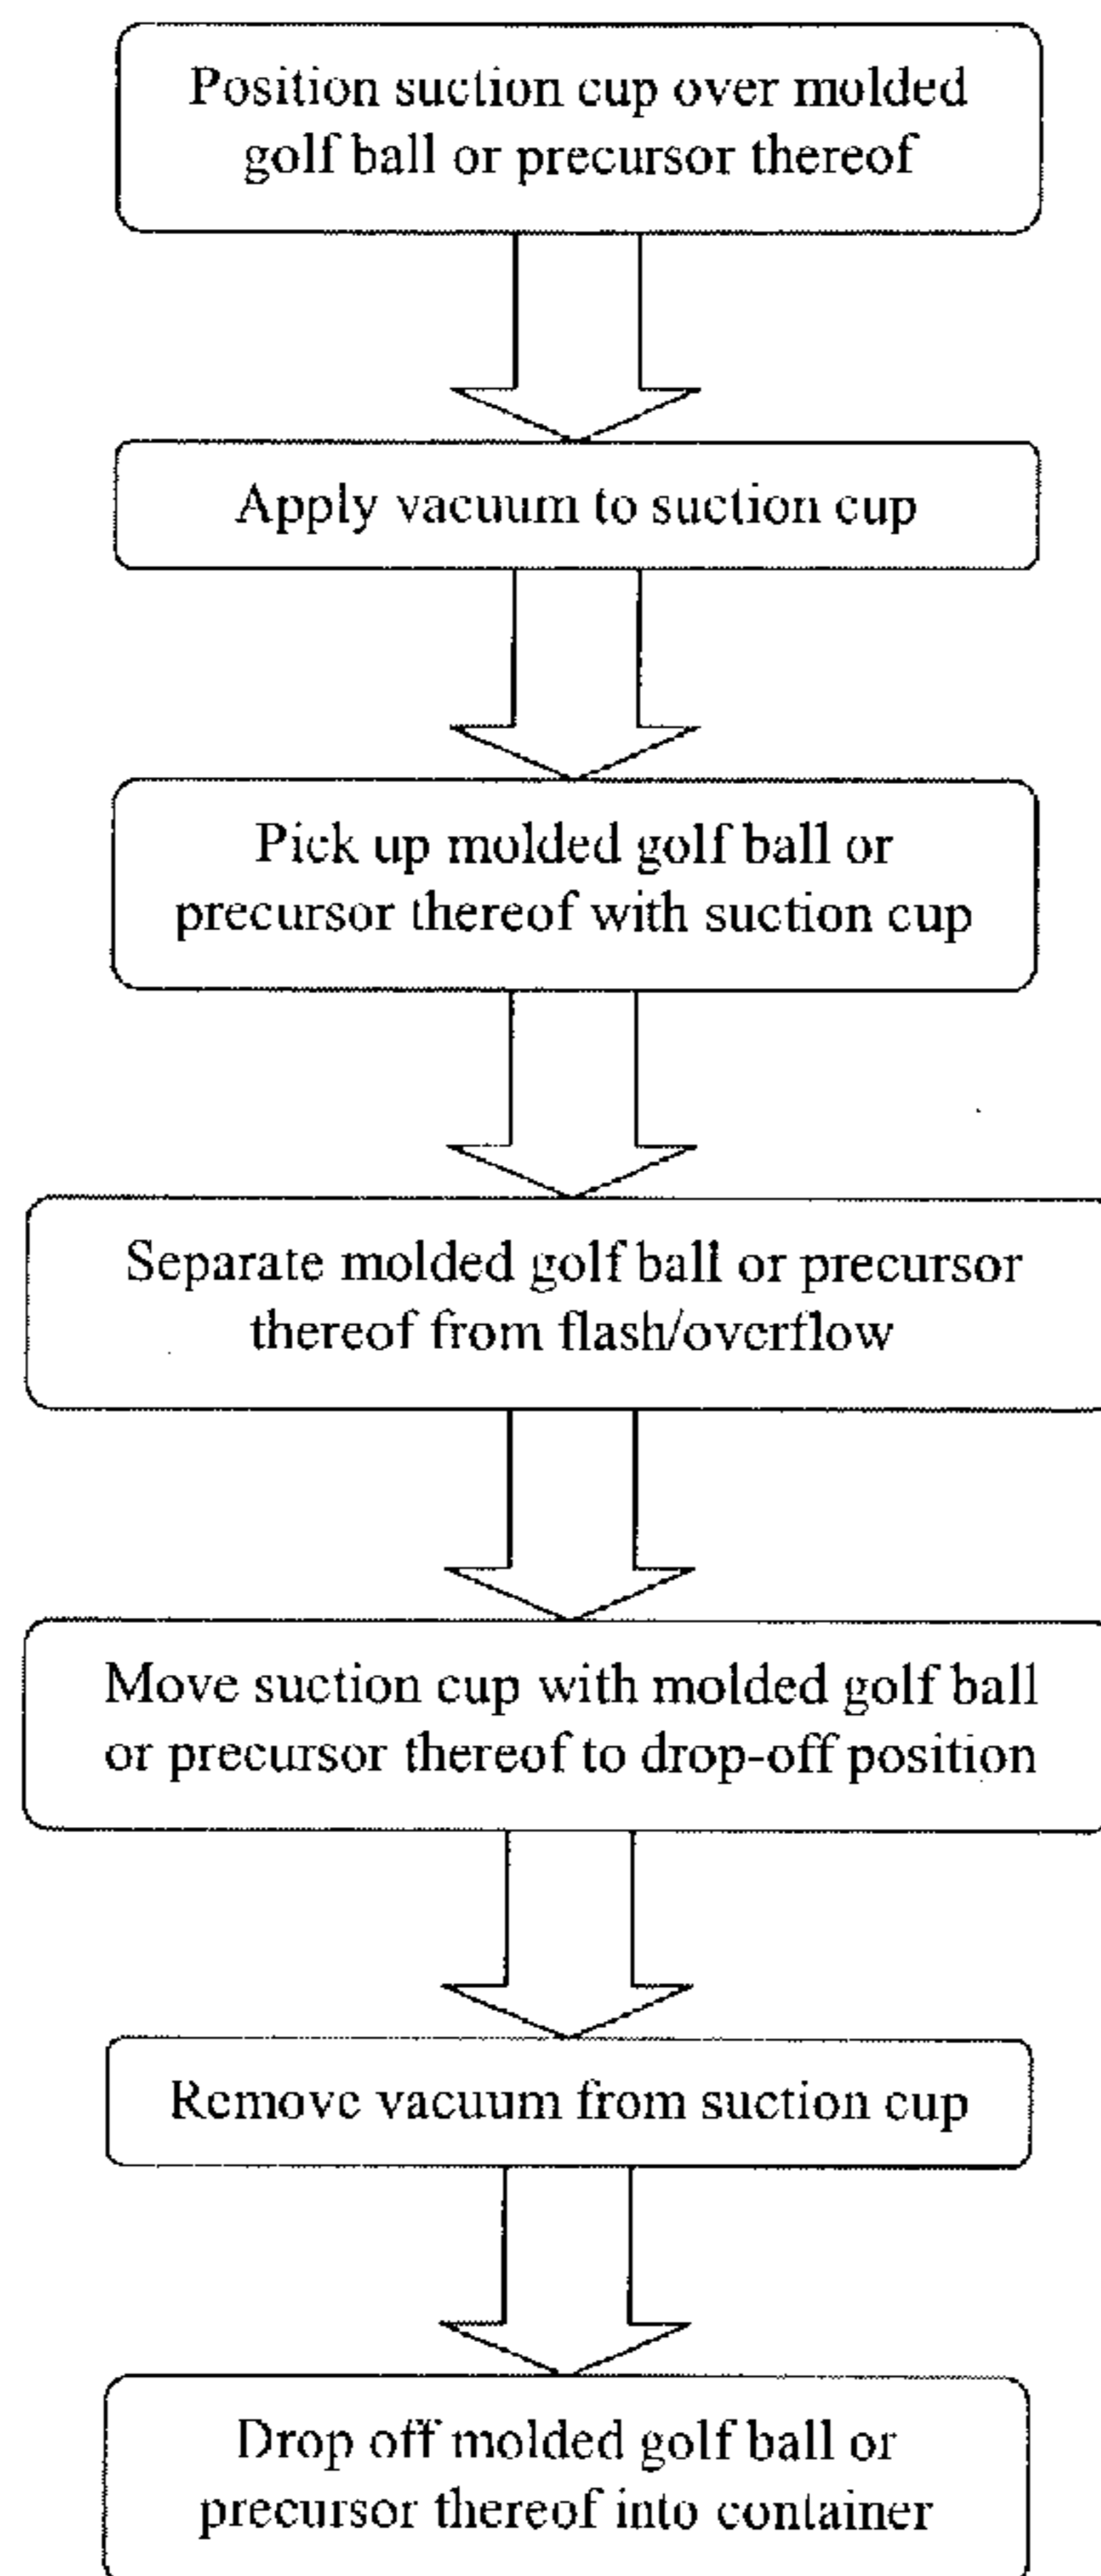 Position suction cup over molded
golf ball or precursor thereof
Apply vacuum to suction cup
Pick up molded golf ball or
precursor thereof with suction cup
Separate molded golf ball or precursor
thereof from flash/overflow
Move suction cup with molded golf ball
or precursor thereof to drop-off position
Remove vacuum from suction cup
Drop off molded golf ball or
precursor thereof into container